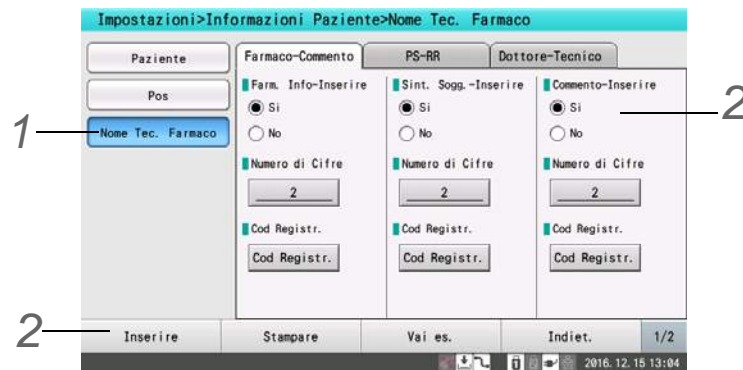 Impostazioni>Informazioni Paziente>Nome Tec. Farmaco
Paziente
Pos
Nome Tec. Farmaco
1
Farmaco-Commento PS-RR Dottore-Tecnico
Farm. Info-Inserire Sint. Sogg.-Inserire Commento-Inserire
Si Si Si
2
No No No
Numero di Cifre Numero di Cifre Numero di Cifre
2 2 2
Cod Registr. Cod Registr. Cod Registr.
Cod Registr. Cod Registr. Cod Registr.
2
Inserire Stampare Vai es. Indiet. 1/2
2016.12.15 13:04